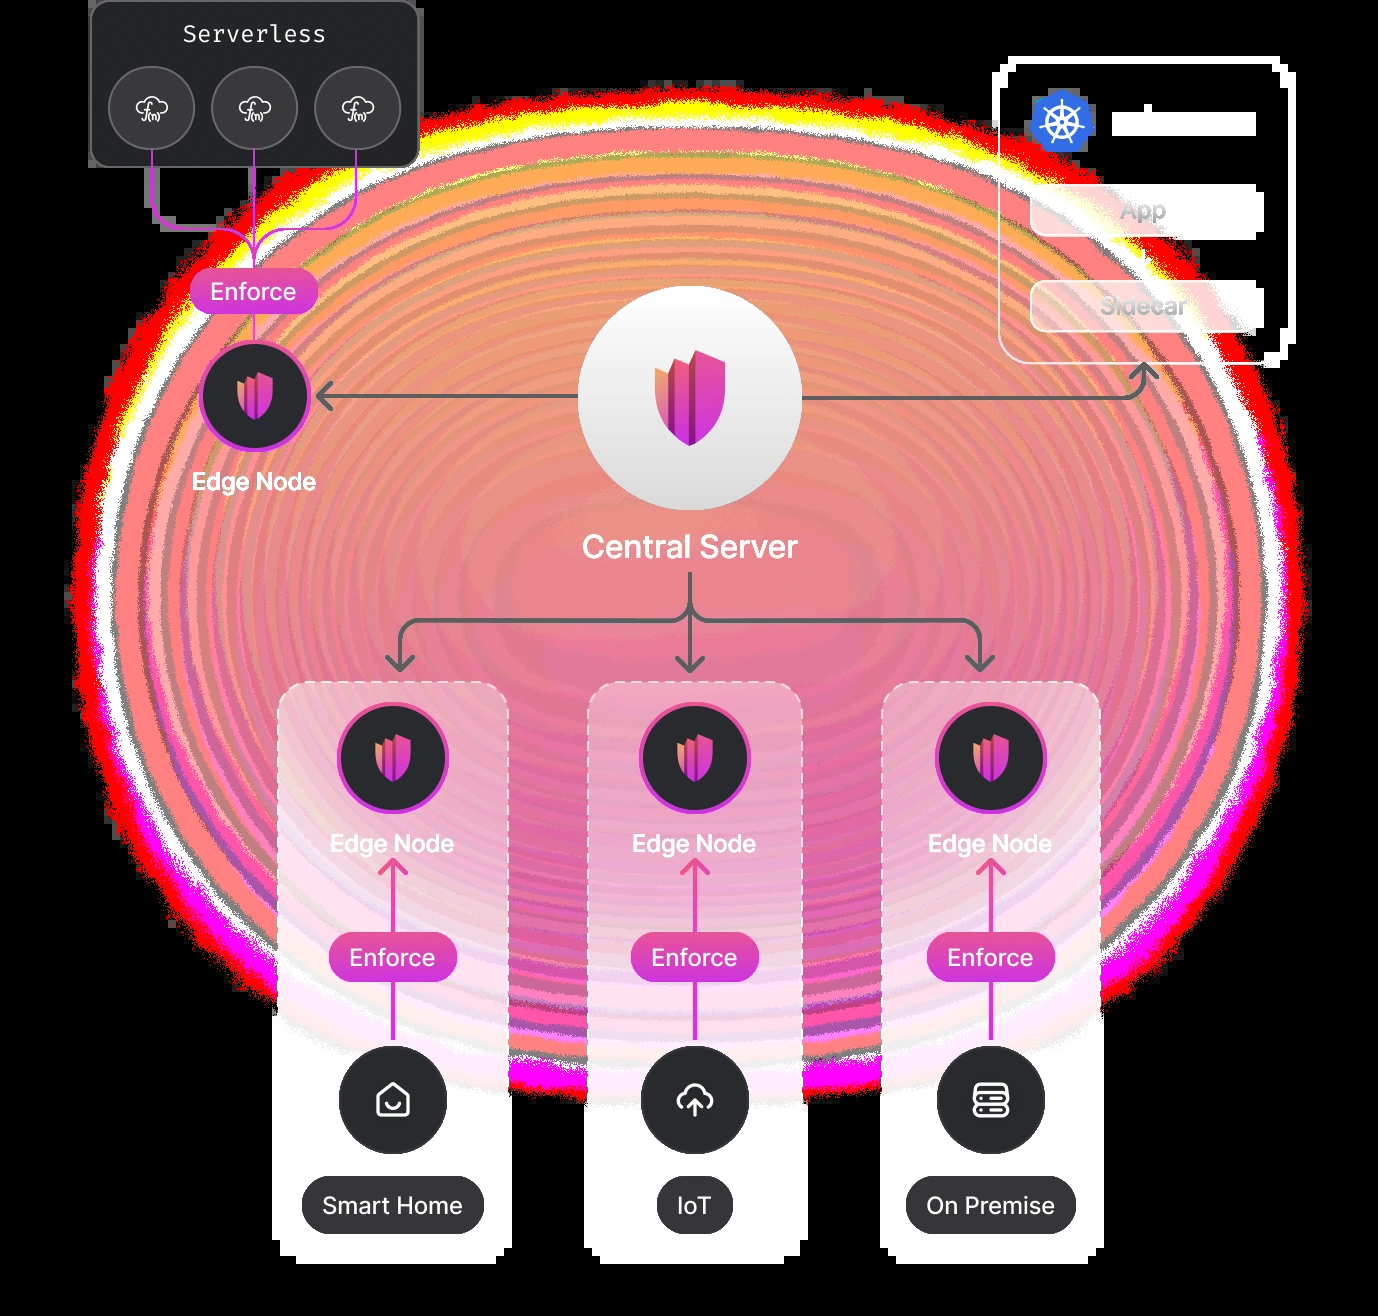 Serverless
f(n)
f(n)
f(n)
App
Enforce
Sidecar
Edge Node
Central Server
Edge Node
Edge Node
Edge Node
Enforce
Enforce
Enforce
Smart Home
IoT
On Premise